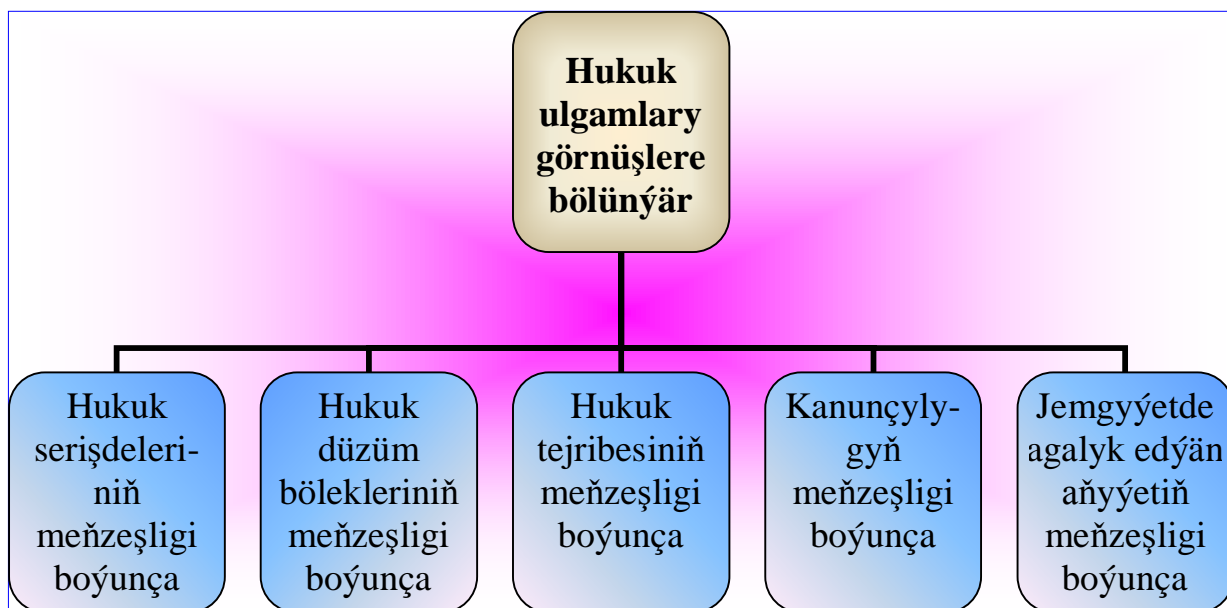 Hukuk
ulgamlary
görnüşlere
bölünýär
Hukuk
serişdeleri-
niň
meňzeşligi
boýunça
Hukuk
düzüm
bölekleriniň
meňzeşligi
boýunça
Hukuk
tejribesiniň
meňzeşligi
boýunça
Kanunçyly-
gyň
meňzeşligi
boýunça
Jemgyýetde
agalyk edýän
aňyýetiň
meňzeşligi
boýunça